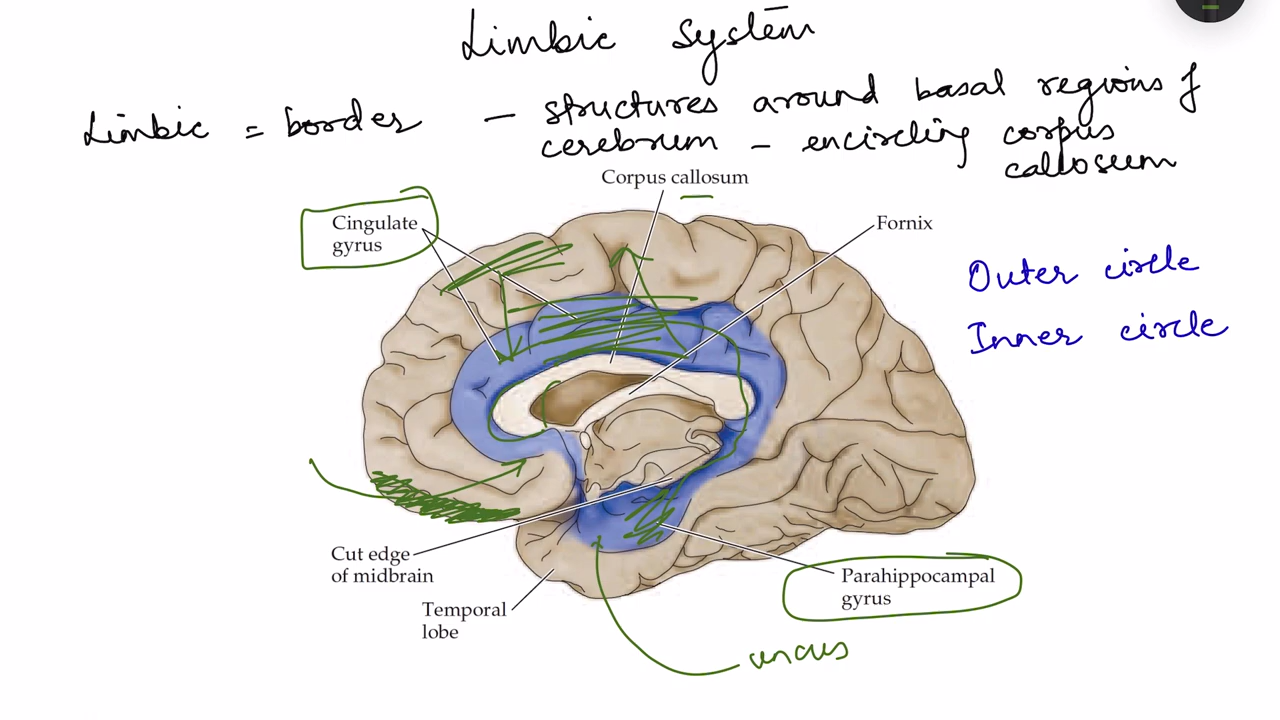 Limbic System
Limbic = border - structures around basal regions of
cerebrum - encircling corpus
callosum
Corpus callosum
Cingulate
gyrus
Fornix
Outer circle
Inner circle
Cut edge
of midbrain
Parahippocampal
gyrus
Temporal
lobe
uncus